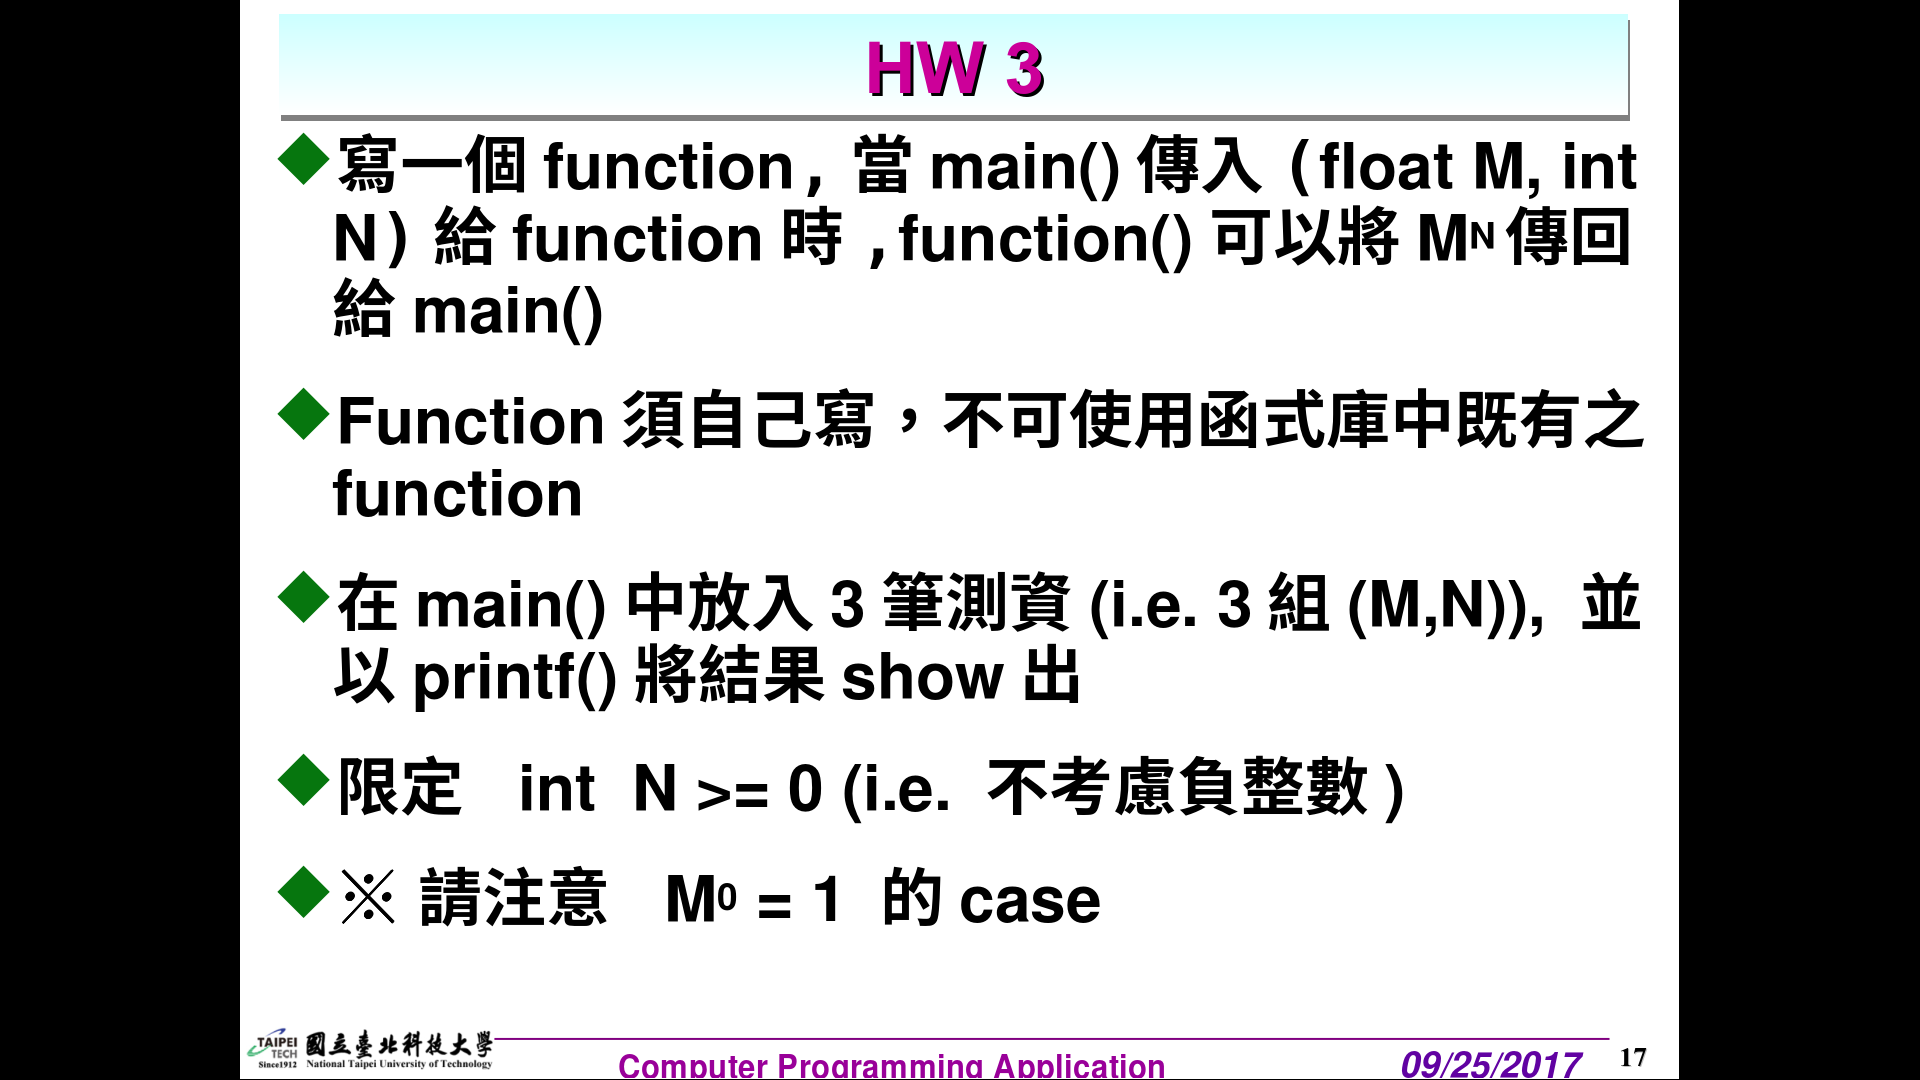 HW 3
寫一個 function , 當 main() 傳入 ( float M, int
N ) 給 function 時 , function() 可以將 Mᴺ 傳回
給 main()
Function 須自己寫，不可使用函式庫中既有之
function
在 main() 中放入 3 筆測資 (i.e. 3 組 (M,N)), 並
以 printf() 將結果 show 出
限定 int N >= 0 (i.e. 不考慮負整數 )
※ 請注意 M⁰ = 1 的 case
TAIPEI
TECH
Since1912
國立臺北科技大學
National Taipei University of Technology
Computer Programming Application
09/25/2017
17